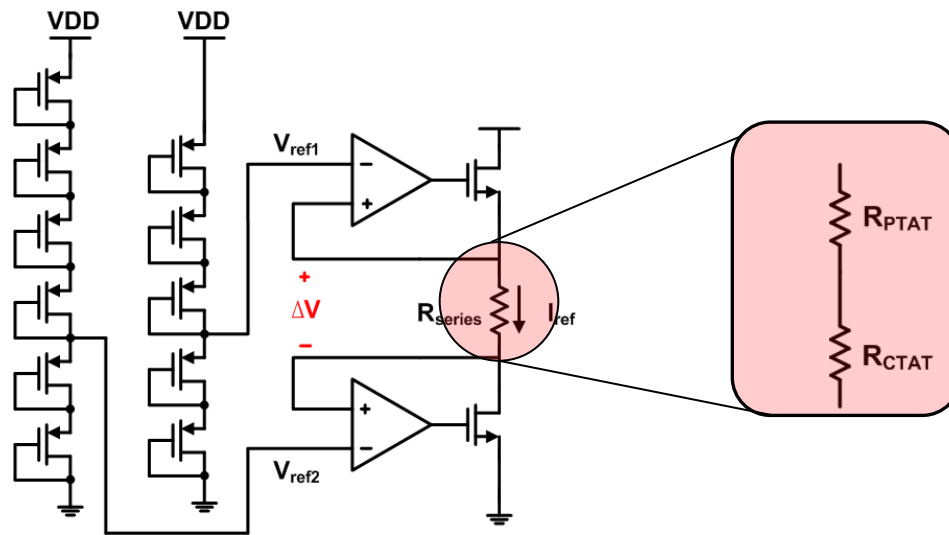 VDD
VDD
Vref1
−
+
+
ΔV
−
Rseries
Iref
+
−
Vref2
RPTAT
RCTAT